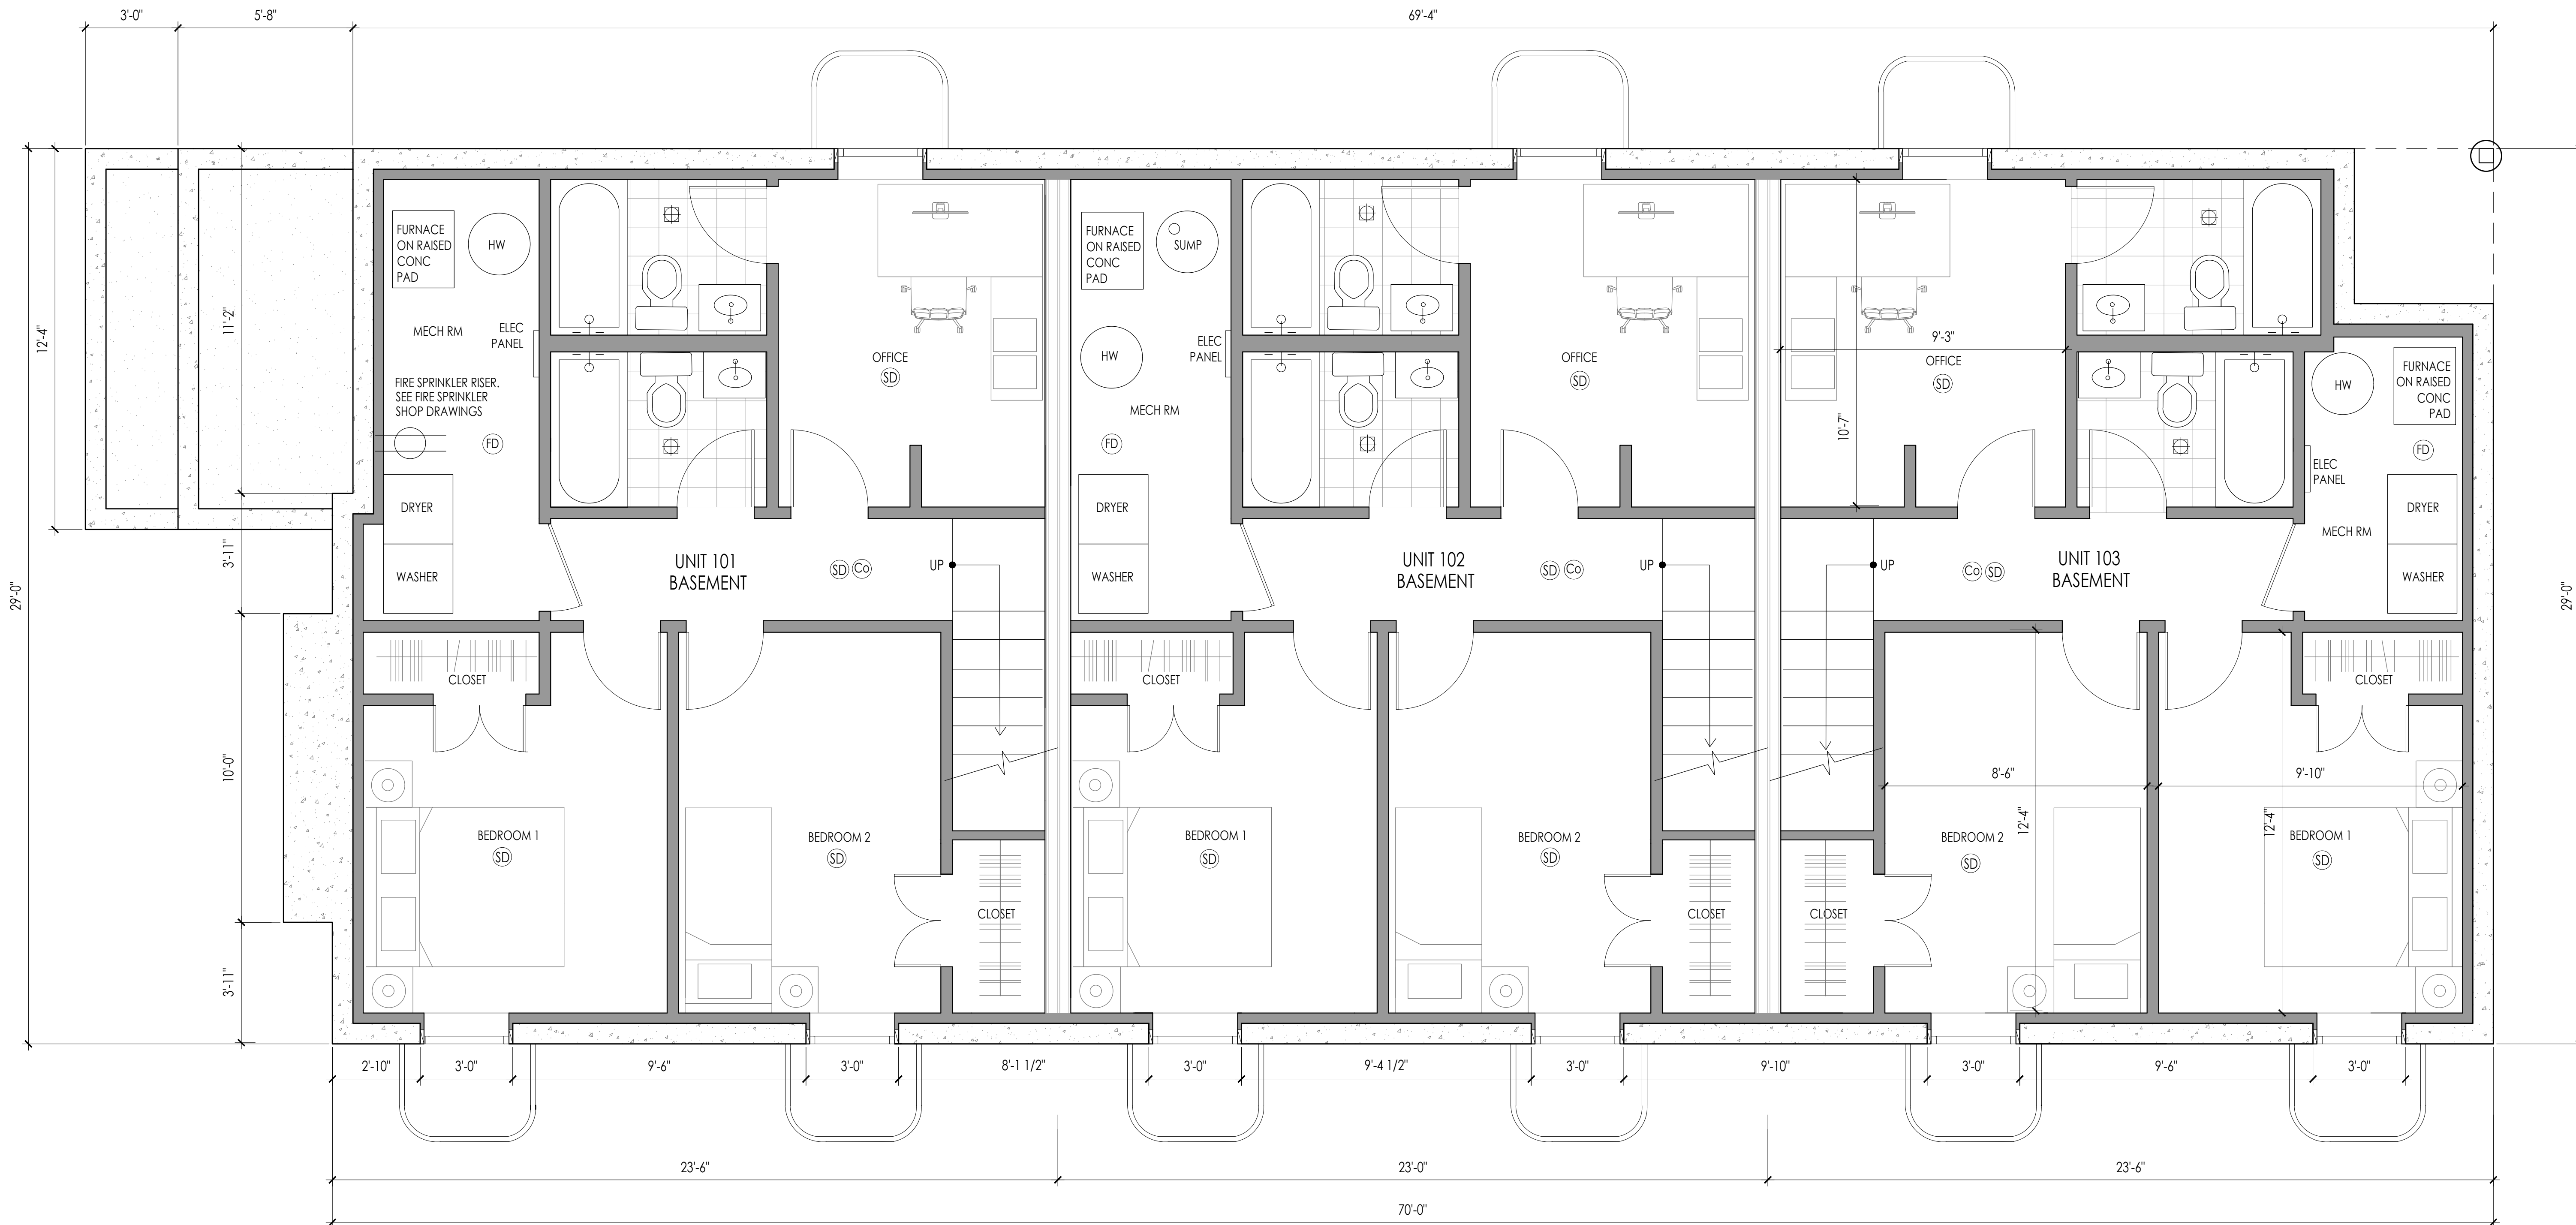 3'-0"
5'-8"
69'-4"
FURNACE
ON RAISED
CONC
PAD
HW
MECH RM
ELEC
PANEL
FIRE SPRINKLER RISER.
SEE FIRE SPRINKLER
SHOP DRAWINGS
FD
DRYER
WASHER
OFFICE
SD
UNIT 101
BASEMENT
SD
Co
UP
CLOSET
BEDROOM 1
SD
BEDROOM 2
SD
CLOSET
FURNACE
ON RAISED
CONC
PAD
SUMP
HW
ELEC
PANEL
MECH RM
FD
DRYER
WASHER
OFFICE
SD
UNIT 102
BASEMENT
SD
Co
UP
CLOSET
BEDROOM 1
SD
BEDROOM 2
SD
CLOSET
9'-3"
OFFICE
SD
10'-7"
HW
FURNACE
ON RAISED
CONC
PAD
FD
ELEC
PANEL
DRYER
MECH RM
WASHER
UP
Co
SD
UNIT 103
BASEMENT
CLOSET
8'-6"
9'-10"
12'-4"
12'-4"
BEDROOM 2
SD
BEDROOM 1
SD
CLOSET
12'-4"
11'-2"
3'-11"
29'-0"
10'-0"
3'-11"
29'-0"
2'-10"
3'-0"
9'-6"
3'-0"
8'-1 1/2"
3'-0"
9'-4 1/2"
3'-0"
9'-10"
3'-0"
9'-6"
3'-0"
23'-6"
23'-0"
23'-6"
70'-0"